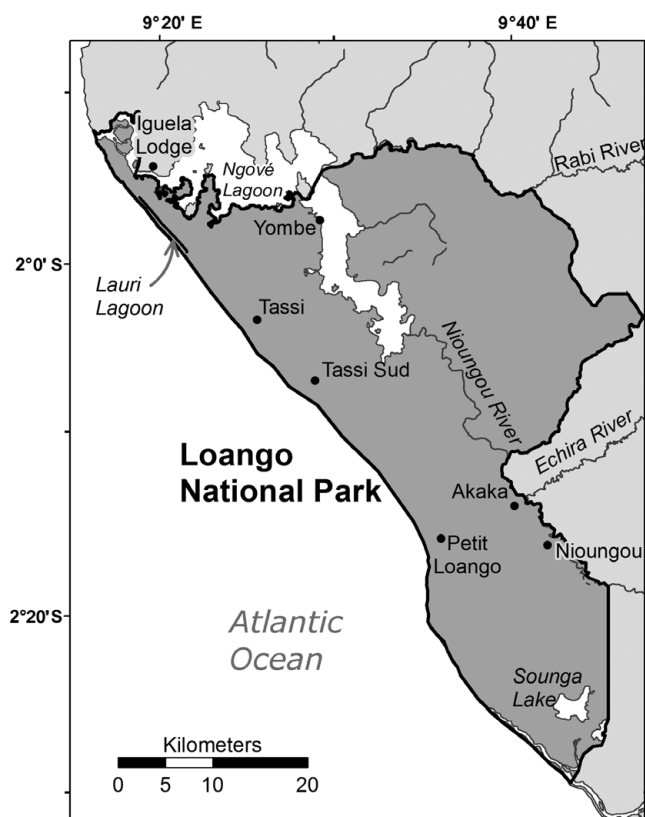 9°20' E
9°40' E
Iguela
Lodge
Ngové
Lagoon
Rabi River
Yombe
2°0' S
Lauri
Lagoon
Tassi
Nioungou River
Tassi Sud
Echira River
Loango
National Park
Akaka
Petit
Loango
Nioungou
2°20'S
Atlantic
Ocean
Sounga
Lake
Kilometers
0 5 10 20